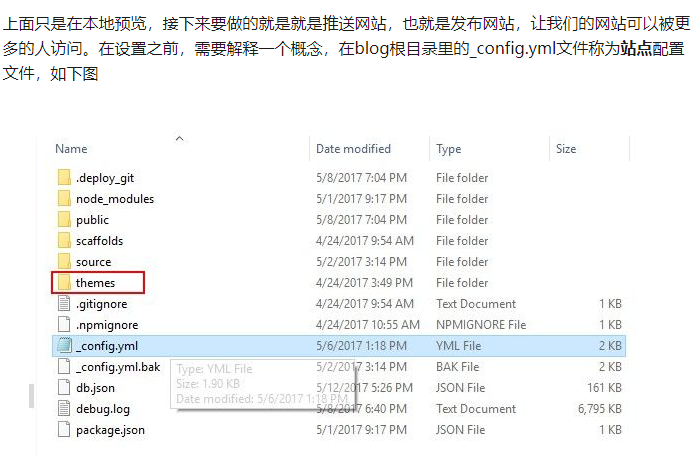 上面只是在本地预览，接下来要做的就是就是推送网站，也就是发布网站，让我们的网站可以被更
多的人访问。在设置之前，需要解释一个概念，在blog根目录里的_config.yml文件称为站点配置
文件，如下图
Name Date modified Type Size
.deploy_git 5/8/2017 7:04 PM File folder
node_modules 5/1/2017 9:17 PM File folder
public 5/8/2017 7:04 PM File folder
scaffolds 4/24/2017 9:54 AM File folder
source 5/2/2017 3:14 PM File folder
themes 4/24/2017 3:49 PM File folder
.gitignore 4/24/2017 9:54 AM Text Document 1 KB
.npmignore 4/24/2017 10:55 AM NPMIGNORE File 1 KB
_config.yml 5/6/2017 1:18 PM YML File 2 KB
_config.yml.bak 5/2/2017 3:14 PM BAK File 2 KB
Type: YML File
Size: 1.90 KB
Date modified: 5/6/2017 1:18 PM
db.json 5/12/2017 5:26 PM JSON File 161 KB
debug.log 5/8/2017 6:40 PM Text Document 6,795 KB
package.json 5/1/2017 9:17 PM JSON File 1 KB